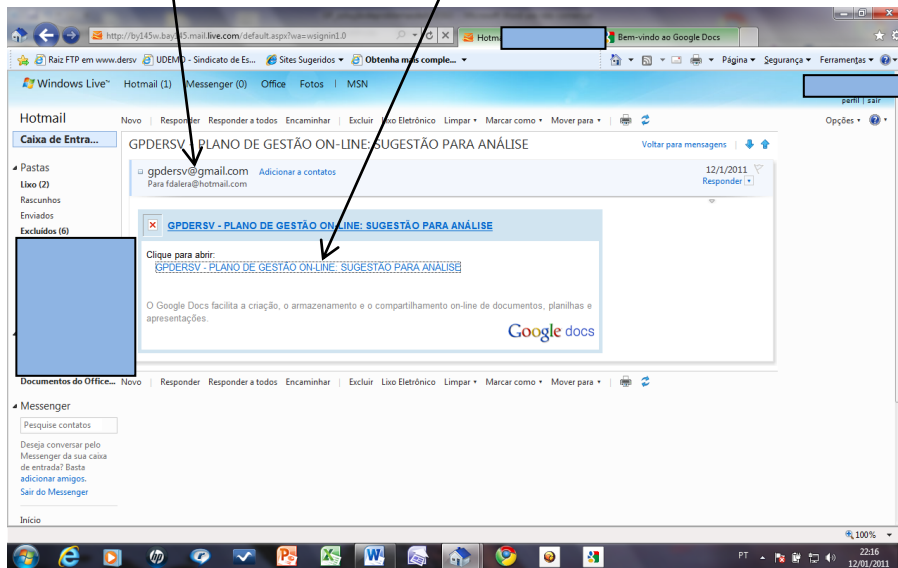 http://by145w.bay145.mail.live.com/default.aspx?wa=wsignin1.0
Hotm
Bem-vindo ao Google Docs
Raiz FTP em www.dersv
UDEMO - Sindicato de Es...
Sites Sugeridos
Obtenha mais comple...
Página
Segurança
Ferramentas
Windows Live™ Hotmail (1) Messenger (0) Office Fotos | MSN
perfil | sair
Hotmail
Novo | Responder Responder a todos Encaminhar | Excluir Lixo Eletrônico Limpar Marcar como Mover para |
Opções
Caixa de Entra...
GPDERSV - PLANO DE GESTÃO ON-LINE: SUGESTÃO PARA ANÁLISE
Voltar para mensagens |
Pastas
Lixo (2)
Rascunhos
Enviados
Excluídos (6)
gpdersv@gmail.com Adicionar a contatos
Para fdalera@hotmail.com
12/1/2011
Responder
GPDERSV - PLANO DE GESTÃO ON-LINE: SUGESTÃO PARA ANÁLISE
Clique para abrir:
GPDERSV - PLANO DE GESTÃO ON-LINE: SUGESTÃO PARA ANÁLISE
O Google Docs facilita a criação, o armazenamento e o compartilhamento on-line de documentos, planilhas e
apresentações.
Google docs
Documentos do Office...
Novo | Responder Responder a todos Encaminhar | Excluir Lixo Eletrônico Limpar Marcar como Mover para |
Messenger
Pesquise contatos
Deseja conversar pelo
Messenger da sua caixa
de entrada? Basta
adicionar amigos.
Sair do Messenger
Início
100%
PT
22:16
12/01/2011